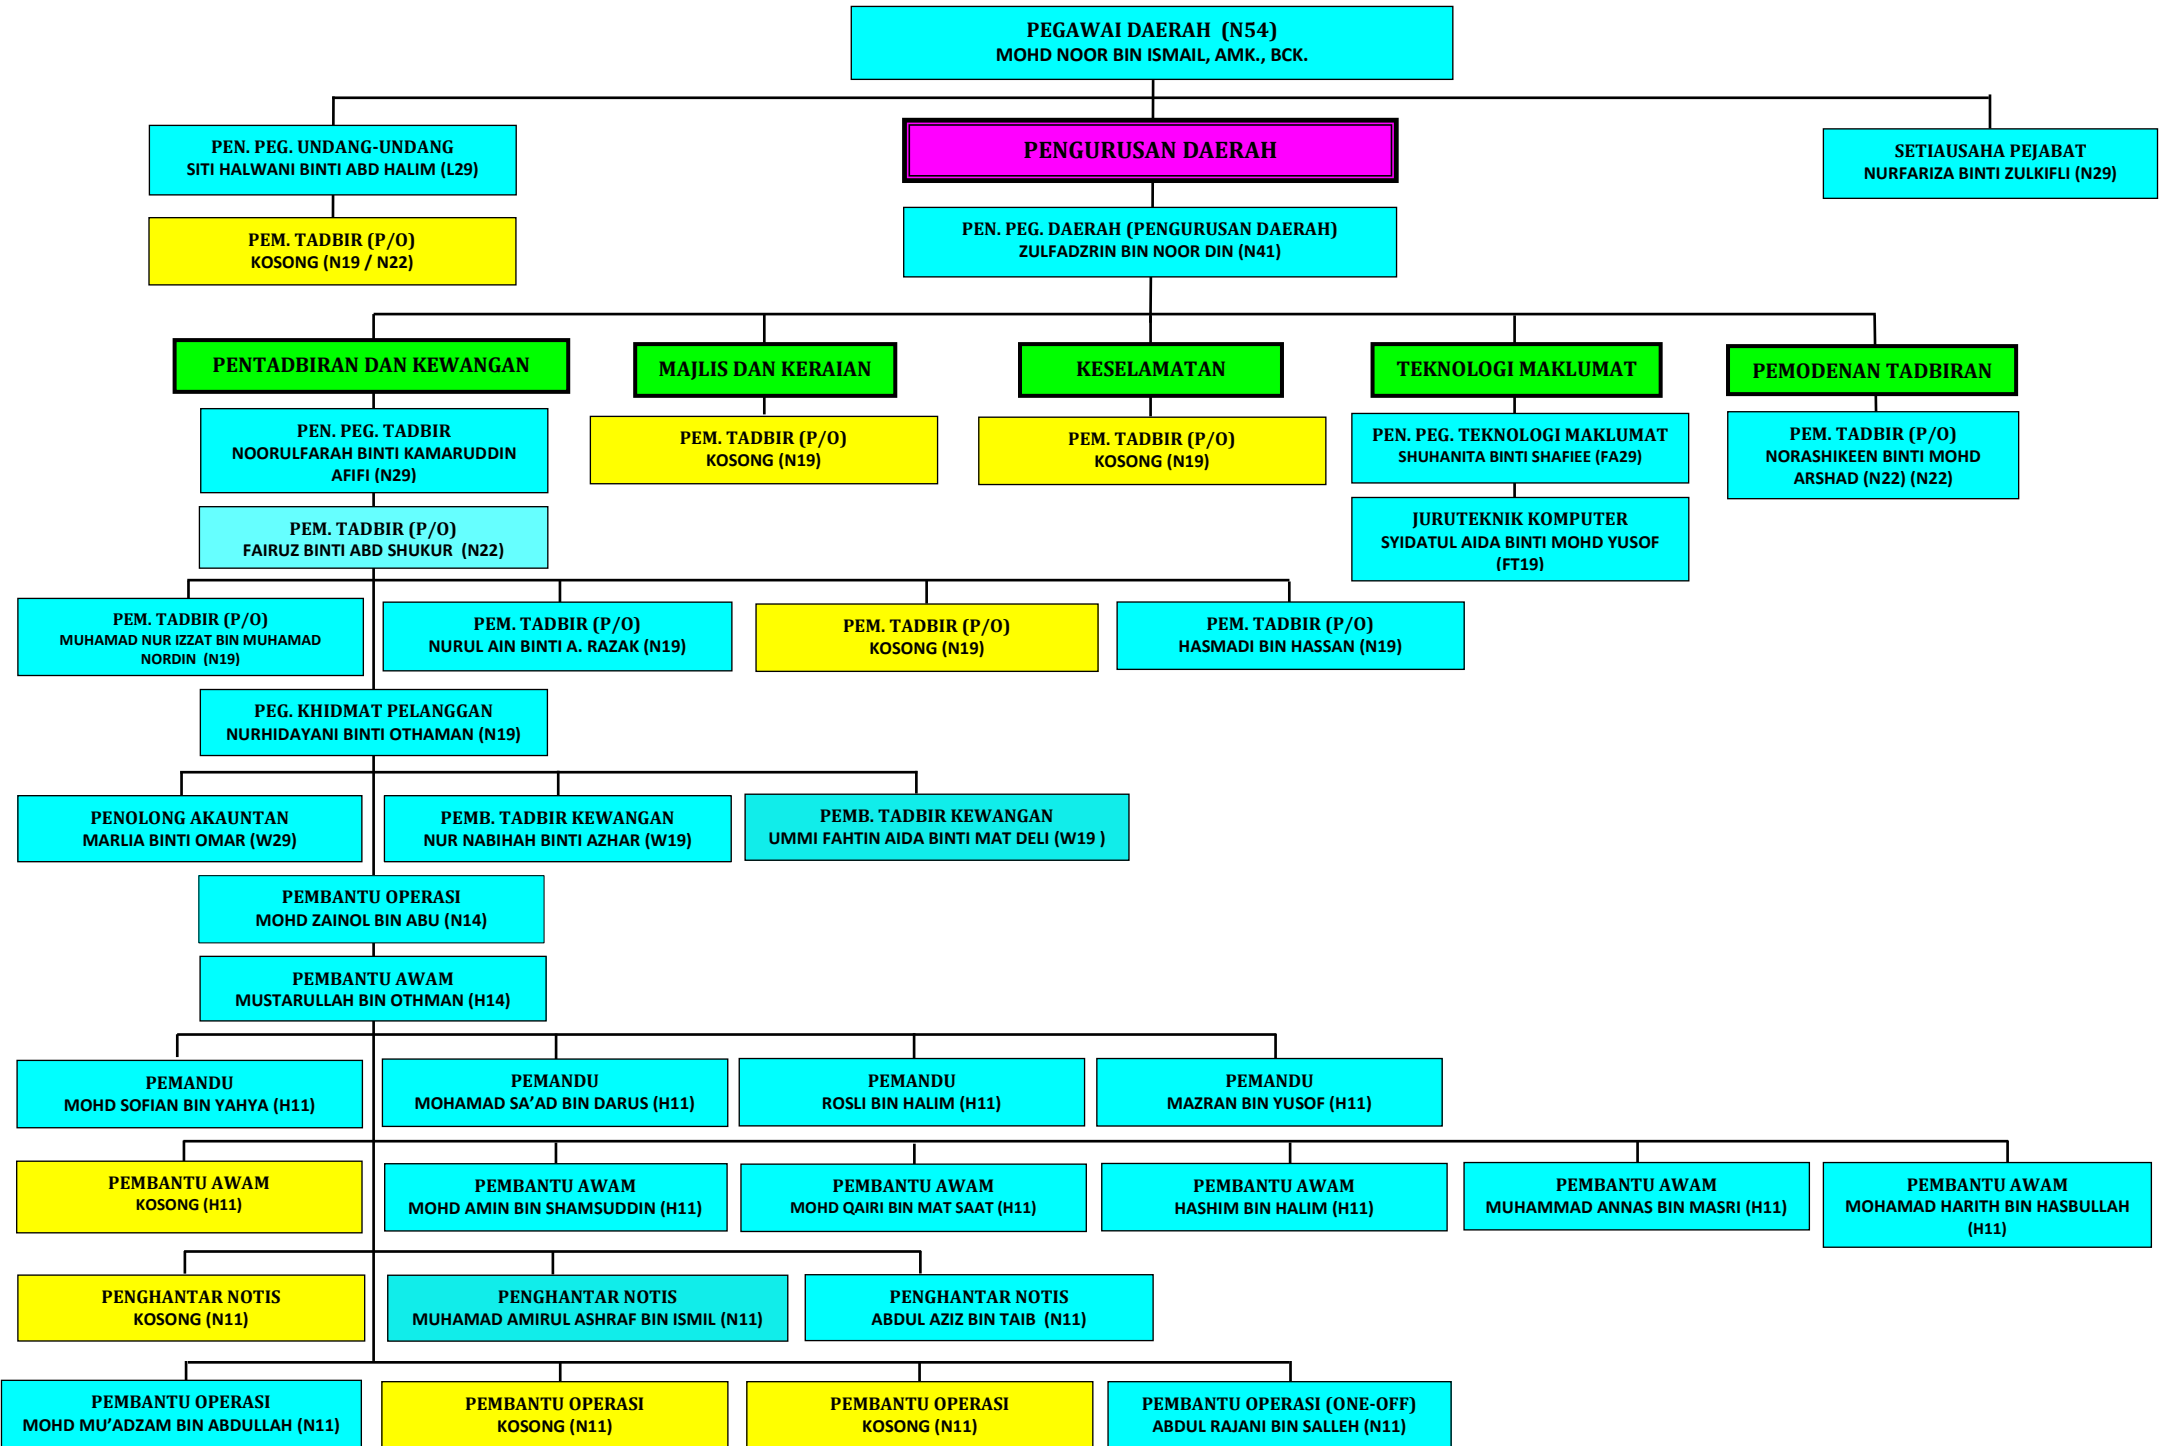 PEGAWAI DAERAH (N54)
MOHD NOOR BIN ISMAIL, AMK., BCK.
PEN. PEG. UNDANG-UNDANG
SITI HALWANI BINTI ABD HALIM (L29)
PENGURUSAN DAERAH
SETIAUSAHA PEJABAT
NURFARIZA BINTI ZULKIFLI (N29)
PEM. TADBIR (P/O)
KOSONG (N19 / N22)
PEN. PEG. DAERAH (PENGURUSAN DAERAH)
ZULFADZRIN BIN NOOR DIN (N41)
PENTADBIRAN DAN KEWANGAN
MAJLIS DAN KERAIAN
KESELAMATAN
TEKNOLOGI MAKLUMAT
PEMODENAN TADBIRAN
PEN. PEG. TADBIR
NOORULFARAH BINTI KAMARUDDIN
AFIFI (N29)
PEM. TADBIR (P/O)
KOSONG (N19)
PEM. TADBIR (P/O)
KOSONG (N19)
PEN. PEG. TEKNOLOGI MAKLUMAT
SHUHANITA BINTI SHAFIEE (FA29)
PEM. TADBIR (P/O)
NORASHIKEEN BINTI MOHD
ARSHAD (N22) (N22)
PEM. TADBIR (P/O)
FAIRUZ BINTI ABD SHUKUR (N22)
JURUTEKNIK KOMPUTER
SYIDATUL AIDA BINTI MOHD YUSOF
(FT19)
PEM. TADBIR (P/O)
MUHAMAD NUR IZZAT BIN MUHAMAD
NORDIN (N19)
PEM. TADBIR (P/O)
NURUL AIN BINTI A. RAZAK (N19)
PEM. TADBIR (P/O)
KOSONG (N19)
PEM. TADBIR (P/O)
HASMADI BIN HASSAN (N19)
PEG. KHIDMAT PELANGGAN
NURHIDAYANI BINTI OTHAMAN (N19)
PENOLONG AKAUNTAN
MARLIA BINTI OMAR (W29)
PEMB. TADBIR KEWANGAN
NUR NABIHAH BINTI AZHAR (W19)
PEMB. TADBIR KEWANGAN
UMMI FAHTIN AIDA BINTI MAT DELI (W19 )
PEMBANTU OPERASI
MOHD ZAINOL BIN ABU (N14)
PEMBANTU AWAM
MUSTARULLAH BIN OTHMAN (H14)
PEMANDU
MOHD SOFIAN BIN YAHYA (H11)
PEMANDU
MOHAMAD SA’AD BIN DARUS (H11)
PEMANDU
ROSLI BIN HALIM (H11)
PEMANDU
MAZRAN BIN YUSOF (H11)
PEMBANTU AWAM
KOSONG (H11)
PEMBANTU AWAM
MOHD AMIN BIN SHAMSUDDIN (H11)
PEMBANTU AWAM
MOHD QAIRI BIN MAT SAAT (H11)
PEMBANTU AWAM
HASHIM BIN HALIM (H11)
PEMBANTU AWAM
MUHAMMAD ANNAS BIN MASRI (H11)
PEMBANTU AWAM
MOHAMAD HARITH BIN HASBULLAH
(H11)
PENGHANTAR NOTIS
KOSONG (N11)
PENGHANTAR NOTIS
MUHAMAD AMIRUL ASHRAF BIN ISMIL (N11)
PENGHANTAR NOTIS
ABDUL AZIZ BIN TAIB (N11)
PEMBANTU OPERASI
MOHD MU’ADZAM BIN ABDULLAH (N11)
PEMBANTU OPERASI
KOSONG (N11)
PEMBANTU OPERASI
KOSONG (N11)
PEMBANTU OPERASI (ONE-OFF)
ABDUL RAJANI BIN SALLEH (N11)